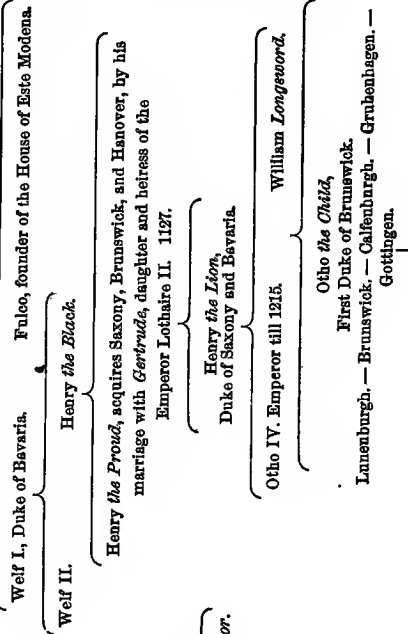 Welf I., Duke of Bavaria. Fulco, founder of the House of Este Modena.
Welf II. Henry the Black.
Henry the Proud, acquires Saxony, Brunswick, and Hanover, by his
marriage with Gertrude, daughter and heiress of the
Emperor Lothaire II. 1127.
Henry the Lion,
Duke of Saxony and Bavaria.
Otho IV. Emperor till 1215. William Longsword.
Otho the Child,
First Duke of Brunswick.
Lunenburgh. — Brunswick. — Calfenburgh. — Grubenhagen. —
Gottingen.
or.